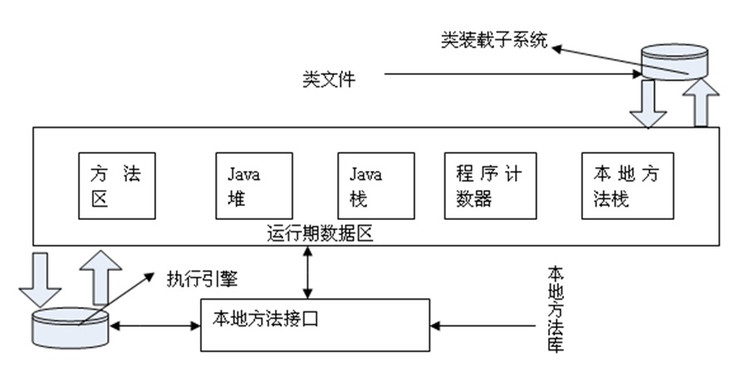 类装载子系统
类文件
方法
区
Java
堆
Java
栈
程序计
数器
本地方
法栈
运行期数据区
执行引擎
本地方法接口
本地方法库